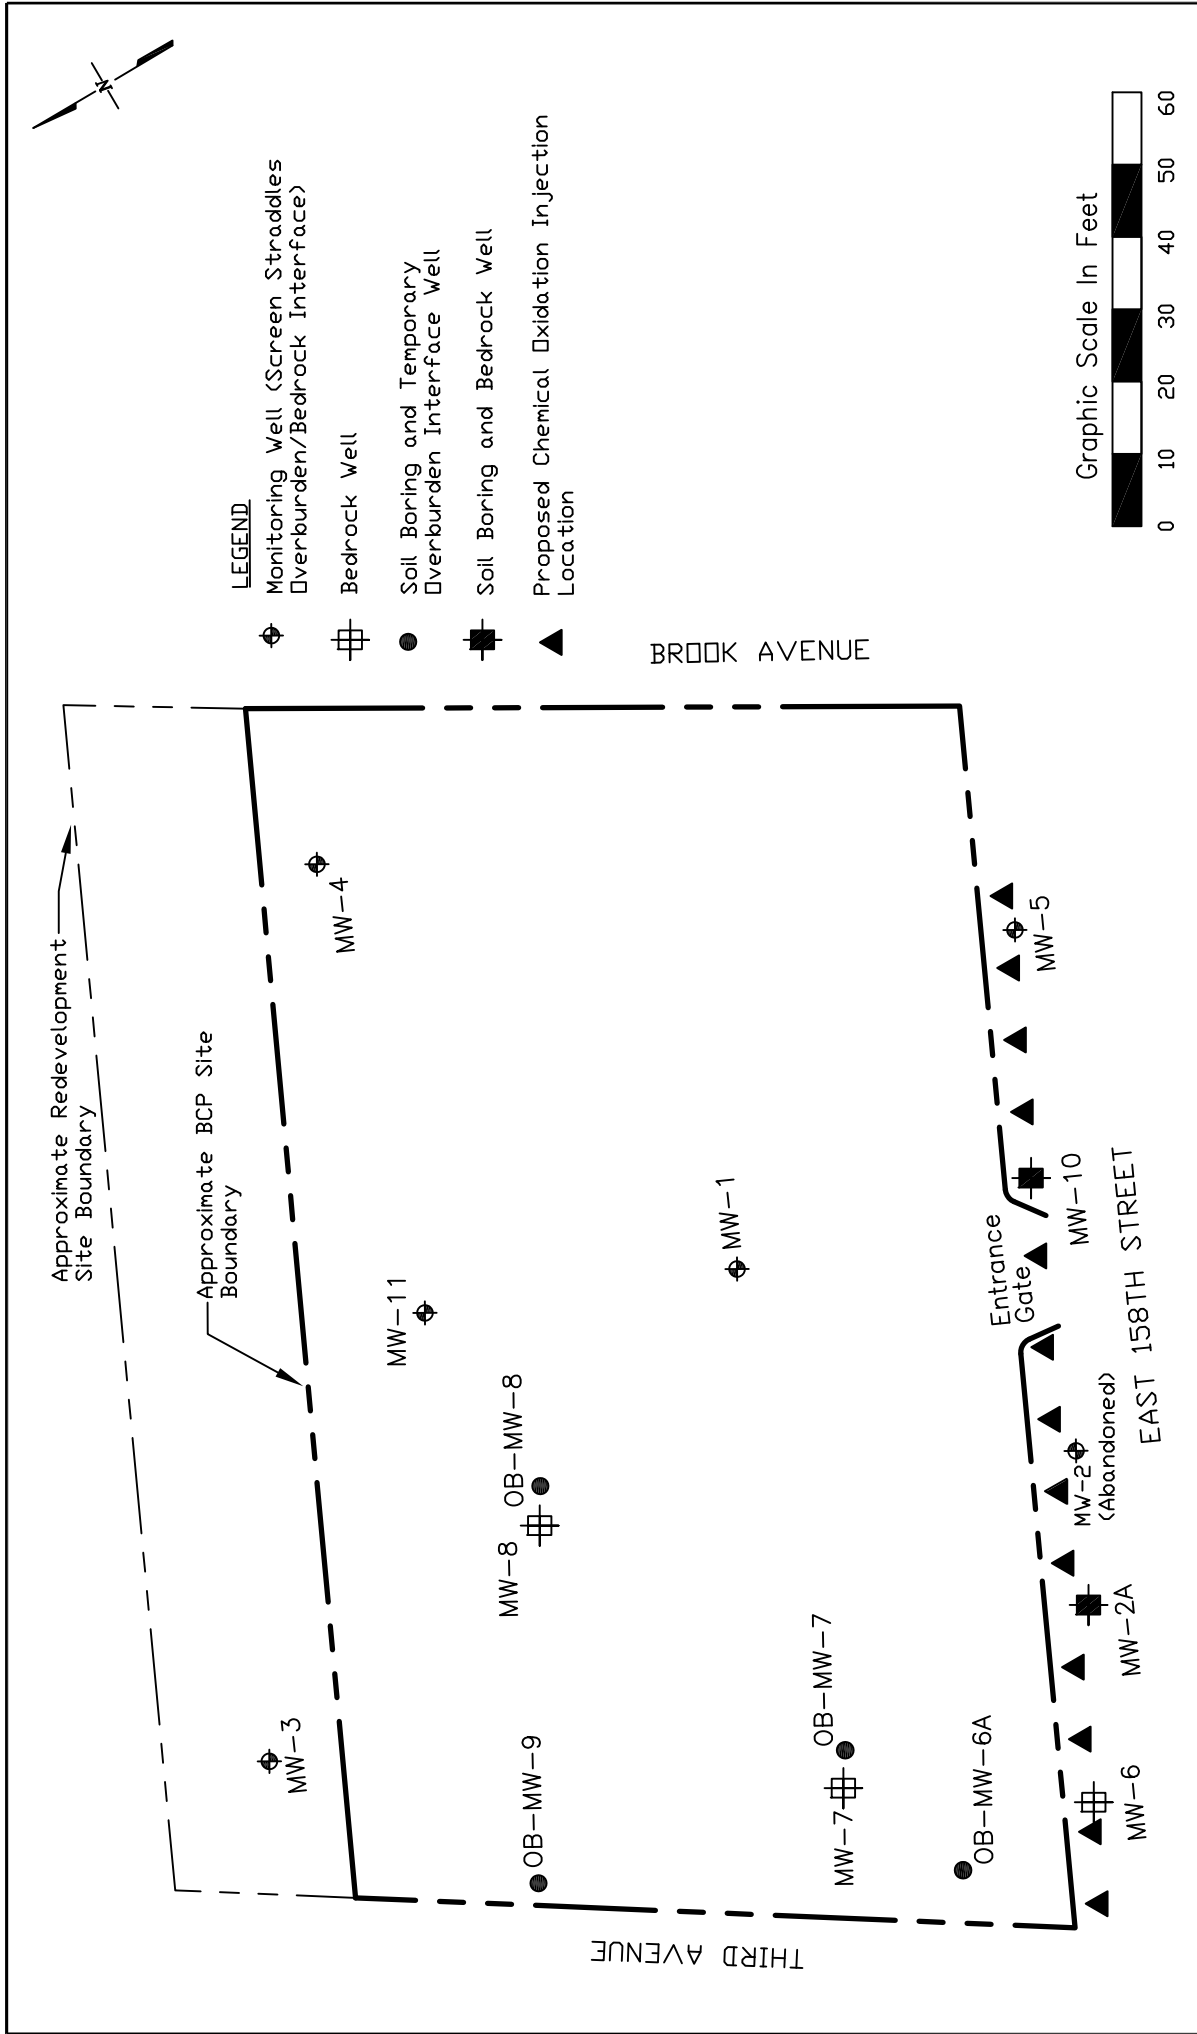 N
LEGEND
Monitoring Well (Screen Straddles
Overburden/Bedrock Interface)
Bedrock Well
Soil Boring and Temporary
Overburden Interface Well
Soil Boring and Bedrock Well
Proposed Chemical Oxidation Injection
Location
Graphic Scale In Feet
0 10 20 30 40 50 60
BROOK AVENUE
Approximate Redevelopment
Site Boundary
Approximate BCP Site
Boundary
MW-4
MW-11
MW-1
MW-5
MW-10
Entrance
Gate
EAST 158TH STREET
OB-MW-8
MW-8
MW-2
(Abandoned)
MW-2A
MW-3
OB-MW-9
OB-MW-7
MW-7
OB-MW-6A
MW-6
THIRD AVENUE